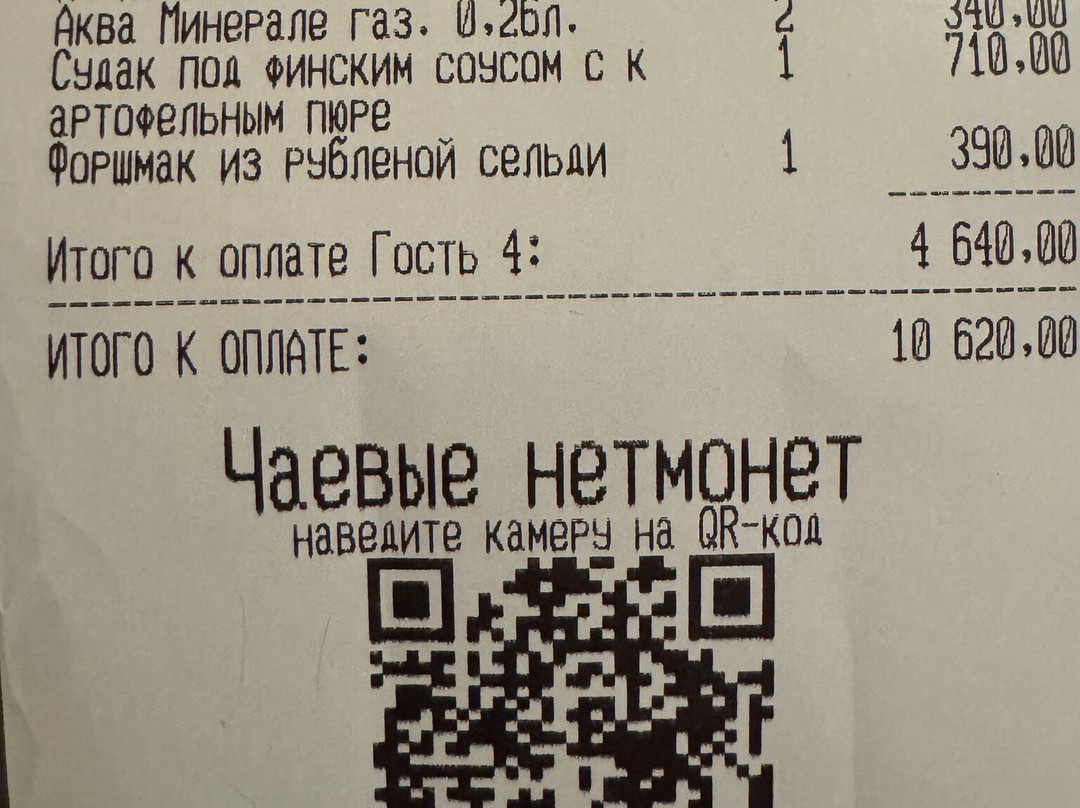 Аква Минерале газ. 0,26л. 2 340,00
Судак под финским соусом с к 1 710,00
артофельным пюре
Форшмак из рубленой сельди 1 390,00
Итого к оплате Гость 4: 4 640,00
ИТОГО К ОПЛАТЕ: 10 620,00
Чаевые нетмонет
наведите камеру на QR-код